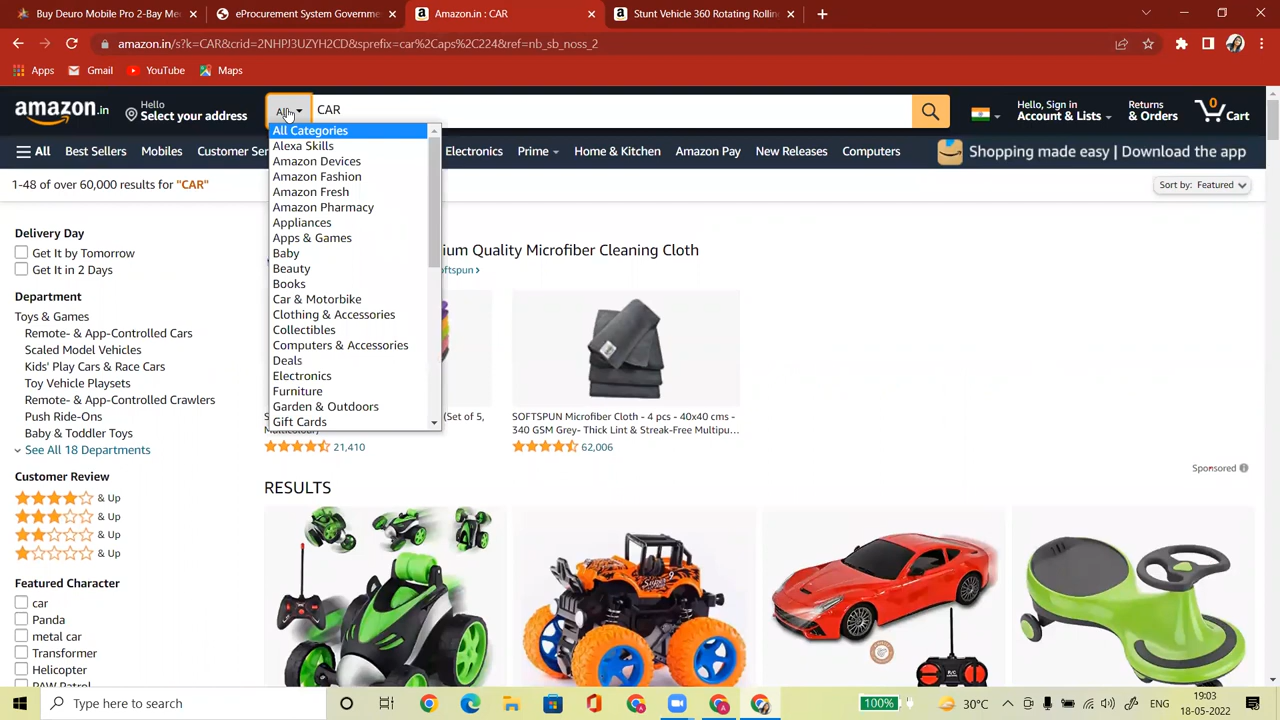 Buy Deuro Mobile Pro 2-Bay Me
eProcurement System Governme
Amazon.in : CAR
Stunt Vehicle 360 Rotating Rollin
amazon.in/s?k=CAR&crid=2NHPJ3UZYH2CD&sprefix=car%2Caps%2C224&ref=nb_sb_noss_2
Apps
Gmail
YouTube
Maps
amazon.in
Hello
Select your address
All
CAR
Hello, Sign in
Account & Lists
Returns
& Orders
0
Cart
All
Best Sellers
Mobiles
Customer Ser
Electronics
Prime
Home & Kitchen
Amazon Pay
New Releases
Computers
Shopping made easy | Download the app
1-48 of over 60,000 results for "CAR"
Sort by: Featured
All Categories
Alexa Skills
Amazon Devices
Amazon Fashion
Amazon Fresh
Amazon Pharmacy
Appliances
Apps & Games
Baby
Beauty
Books
Car & Motorbike
Clothing & Accessories
Collectibles
Computers & Accessories
Deals
Electronics
Furniture
Garden & Outdoors
Gift Cards
Delivery Day
Get It by Tomorrow
Get It in 2 Days
Department
Toys & Games
Remote- & App-Controlled Cars
Scaled Model Vehicles
Kids' Play Cars & Race Cars
Toy Vehicle Playsets
Remote- & App-Controlled Crawlers
Push Ride-Ons
Baby & Toddler Toys
See All 18 Departments
Customer Review
& Up
& Up
& Up
& Up
Featured Character
car
Panda
metal car
Transformer
Helicopter
PAW Patrol
ium Quality Microfiber Cleaning Cloth
oftspun ›
(Set of 5,
21,410
SOFTSPUN Microfiber Cloth - 4 pcs - 40x40 cms -
340 GSM Grey- Thick Lint & Streak-Free Multipu...
62,006
Sponsored
RESULTS
Type here to search
100%
30°C
ENG
19:03
18-05-2022